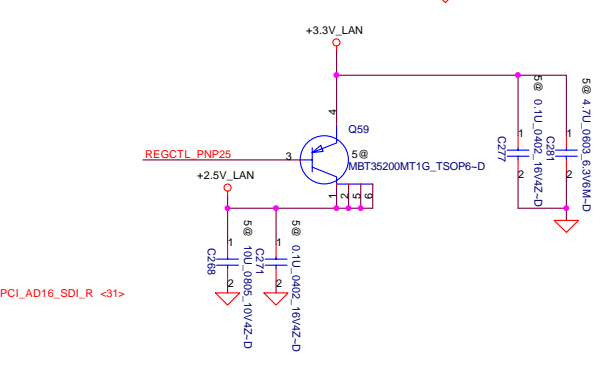 +3.3V_LAN
4
Q59
5@
MBT35200MT1G_TSOP6~D
REGCTL_PNP25
3
+2.5V_LAN
1
2
5
6
1
C268
2
5@ 10U_0805_10V4Z~D
1
C271
2
5@ 0.1U_0402_16V4Z~D
1
C277
2
5@ 0.1U_0402_16V4Z~D
1
C281
2
5@ 4.7U_0603_6.3V6M~D
PCI_AD16_SDI_R <31>